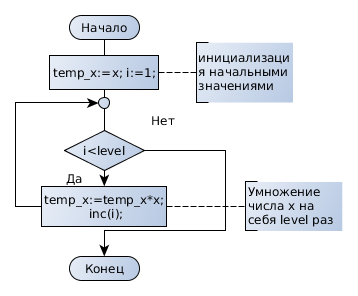 Начало
temp_x:=x; i:=1;
инициализаци
я начальными
значениями
Нет
i<level
Да
temp_x:=temp_x*x;
inc(i);
Умножение
числа x на
себя level раз
Конец